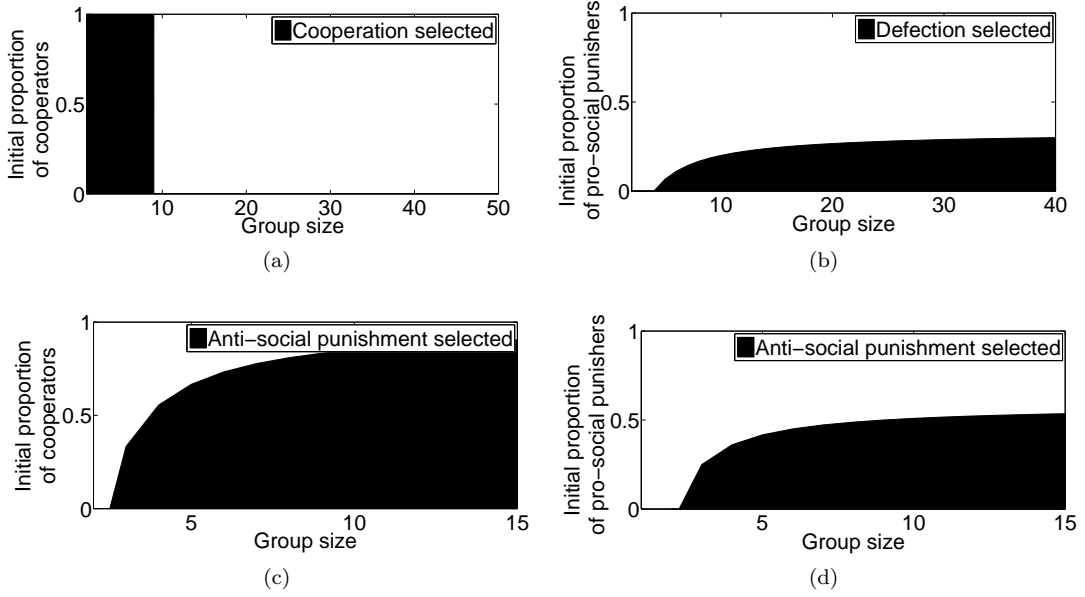 1
0.5
0
Initial proportion
of cooperators
Cooperation selected
10
20
30
40
50
Group size
(a)
1
0.5
0
Initial proportion
of pro-social punishers
Defection selected
10
20
30
40
Group size
(b)
1
0.5
0
Initial proportion
of cooperators
Anti-social punishment selected
5
10
15
Group size
(c)
1
0.5
0
Initial proportion
of pro-social punishers
Anti-social punishment selected
5
10
15
Group size
(d)